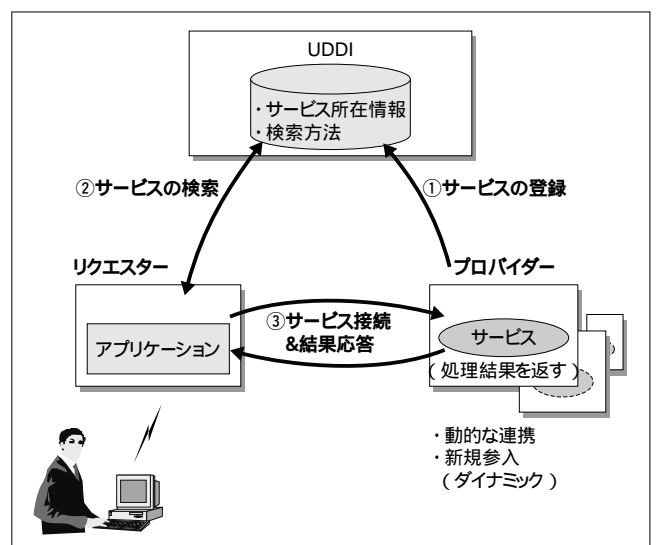 UDDI
・サービス所在情報
・検索方法
②サービスの検索
①サービスの登録
リクエスター
プロバイダー
アプリケーション
③サービス接続
&結果応答
サービス
(処理結果を返す)
・動的な連携
・新規参入
(ダイナミック)